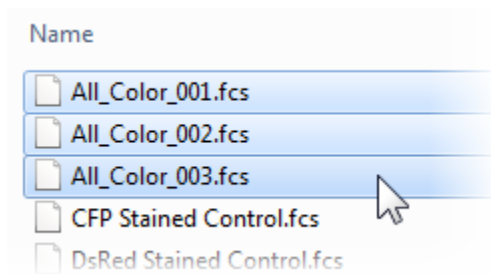 Name
All_Color_001.fcs
All_Color_002.fcs
All_Color_003.fcs
CFP Stained Control.fcs
DsRed Stained Control.fcs